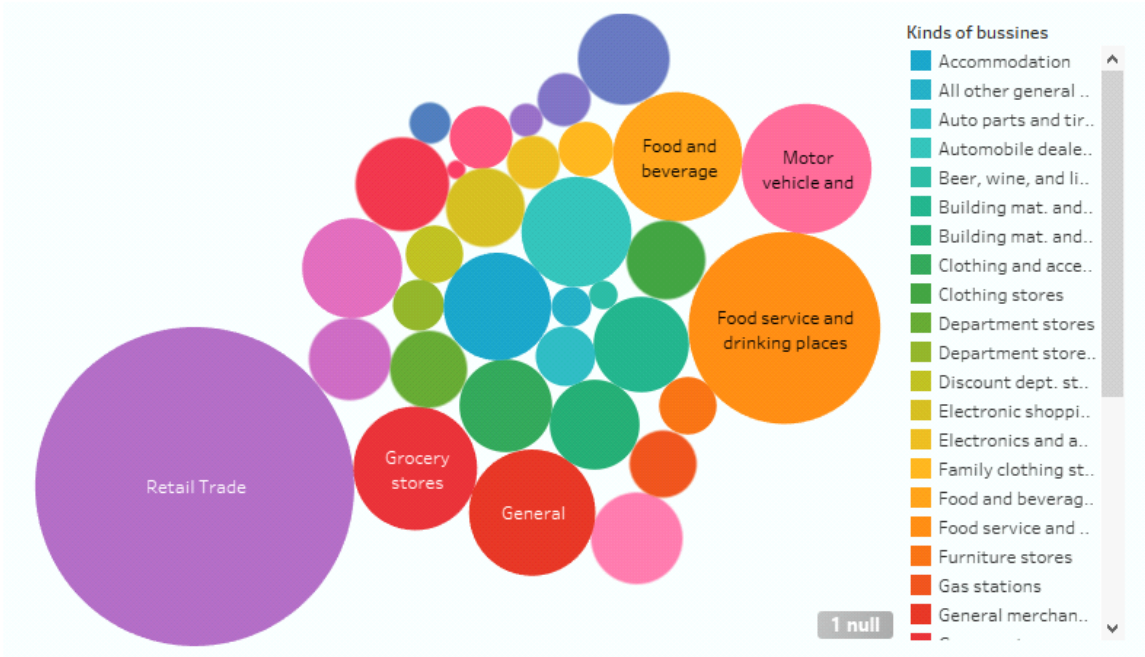 Kinds of bussines
Accommodation
All other general ..
Auto parts and tir..
Automobile deale..
Beer, wine, and li..
Building mat. and..
Building mat. and..
Clothing and acce..
Clothing stores
Department stores
Department store..
Discount dept. st..
Electronic shoppi..
Electronics and a..
Family clothing st..
Food and beverag..
Food service and ..
Furniture stores
Gas stations
General merchan..
Food and
beverage
Motor
vehicle and
Food service and
drinking places
Grocery
stores
General
Retail Trade
1 null